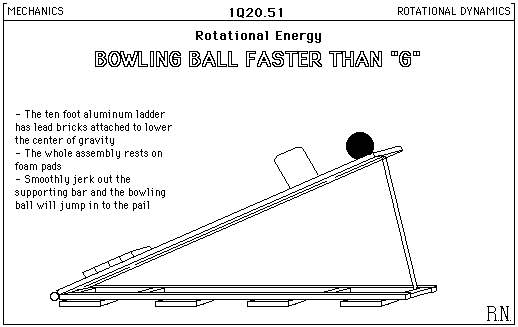 MECHANICS
1Q20.51
ROTATIONAL DYNAMICS
Rotational Energy
BOWLING BALL FASTER THAN "G"
- The ten foot aluminum ladder
has lead bricks attached to lower
the center of gravity
- The whole assembly rests on
foam pads
- Smoothly jerk out the
supporting bar and the bowling
ball will jump in to the pail
R.N.